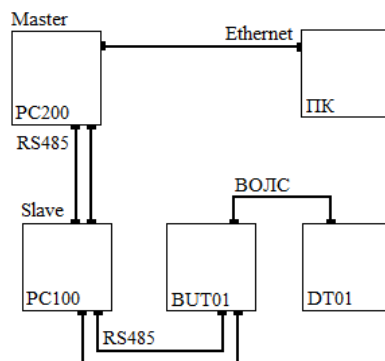 Master
Ethernet
PC200
ПК
RS485
ВОЛС
Slave
PC100
BUT01
DT01
RS485